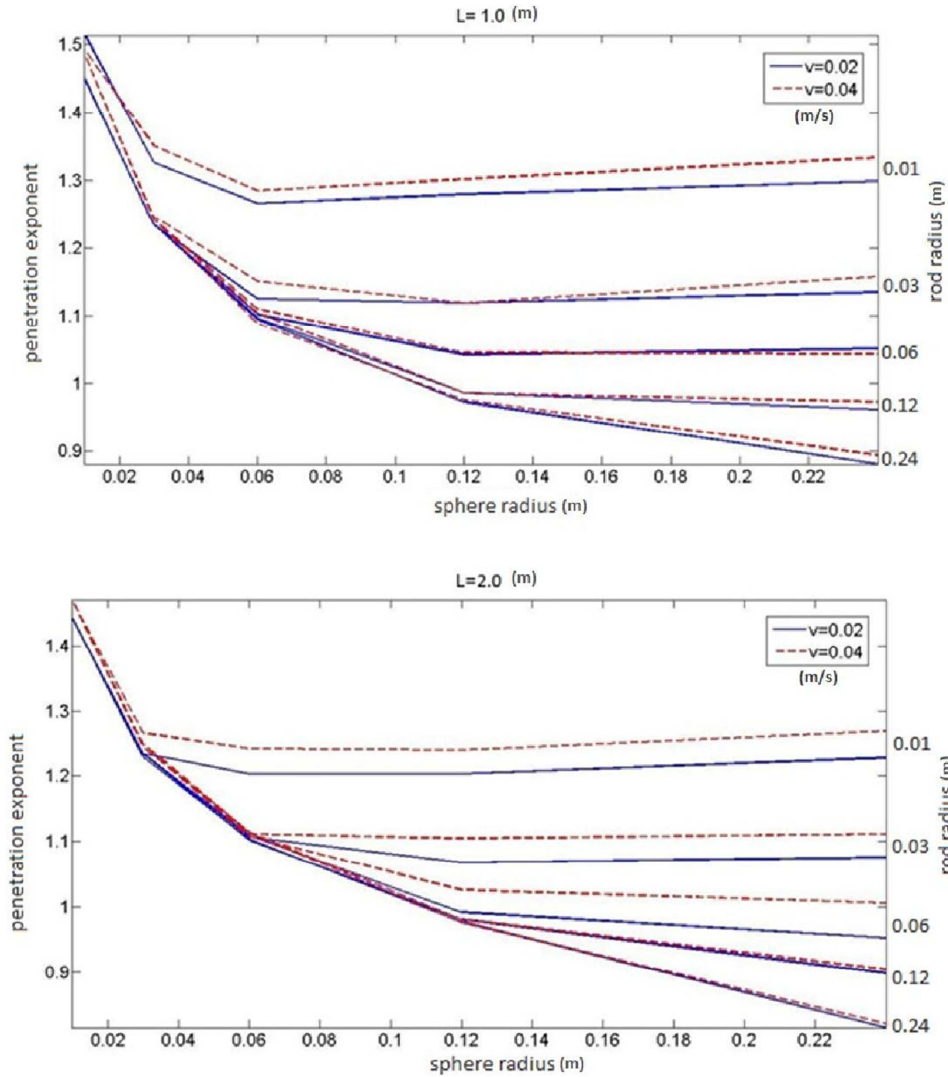 L= 1.0 (m)
1.5
1.4
1.3
1.2
1.1
1
0.9
penetration exponent
v=0.02
v=0.04
(m/s)
0.01
0.03
0.06
0.12
0.24
rod radius (m)
0.02 0.04 0.06 0.08 0.1 0.12 0.14 0.16 0.18 0.2 0.22
sphere radius (m)
L=2.0 (m)
1.4
1.3
1.2
1.1
1
0.9
penetration exponent
v=0.02
v=0.04
(m/s)
0.01
0.03
0.06
0.12
0.24
rod radius (m)
0.02 0.04 0.06 0.08 0.1 0.12 0.14 0.16 0.18 0.2 0.22
sphere radius (m)